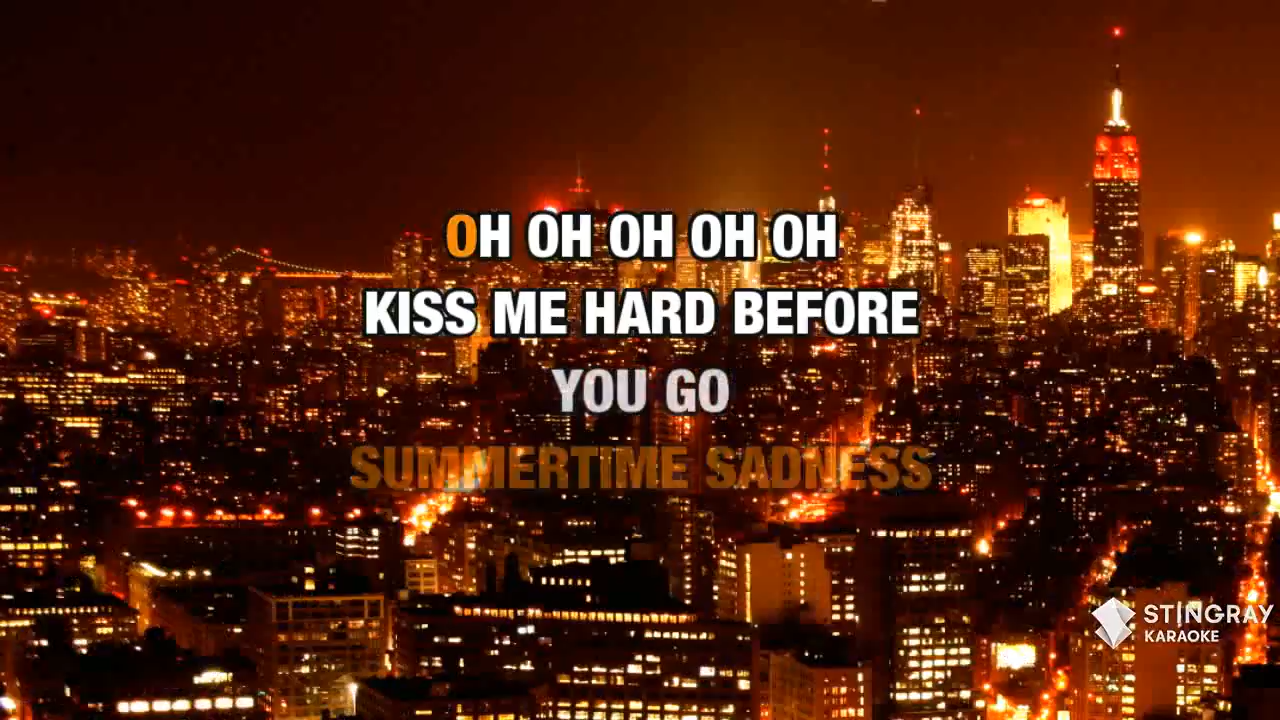 OH OH OH OH OH
KISS ME HARD BEFORE
YOU GO
SUMMERTIME SADNESS
STINGRAY
KARAOKE